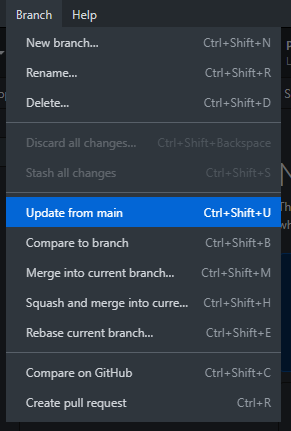 Branch Help
New branch... Ctrl+Shift+N
Rename... Ctrl+Shift+R
Delete... Ctrl+Shift+D
Discard all changes... Ctrl+Shift+Backspace
Stash all changes Ctrl+Shift+S
Update from main Ctrl+Shift+U
Compare to branch Ctrl+Shift+B
Merge into current branch... Ctrl+Shift+M
Squash and merge into curre... Ctrl+Shift+H
Rebase current branch... Ctrl+Shift+E
Compare on GitHub Ctrl+Shift+C
Create pull request Ctrl+R